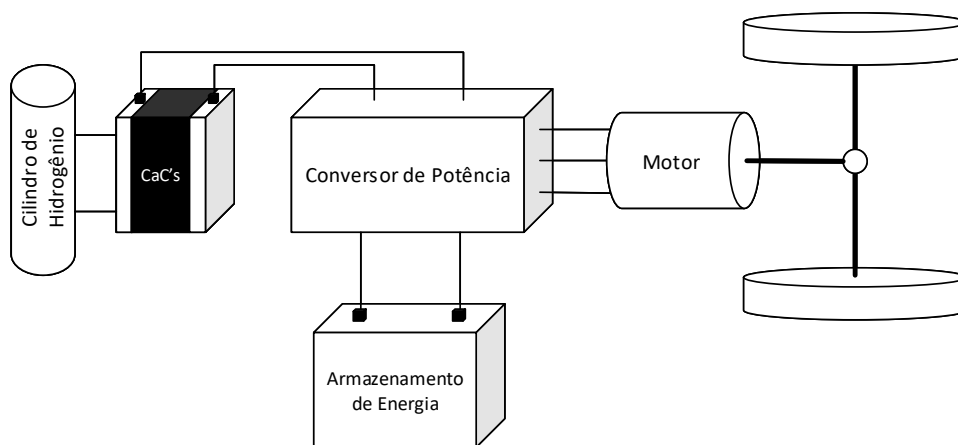 Cilindro de
Hidrogênio
CaC's
Conversor de Potência
Motor
Armazenamento
de Energia